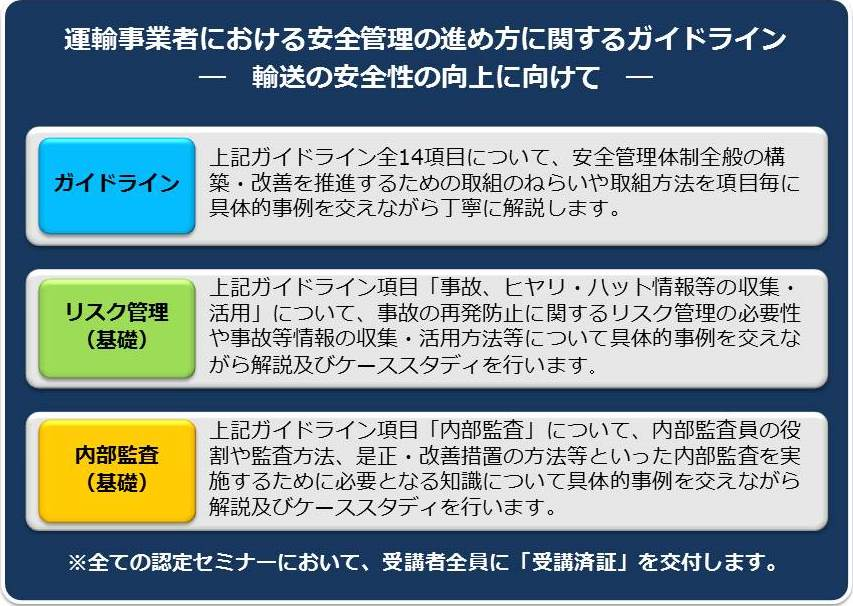 運輸事業者における安全管理の進め方に関するガイドライン
― 輸送の安全性の向上に向けて ―
ガイドライン
上記ガイドライン全14項目について、安全管理体制全般の構
築・改善を推進するための取組のねらいや取組方法を項目毎に
具体的事例を交えながら丁寧に解説します。
リスク管理
（基礎）
上記ガイドライン項目「事故、ヒヤリ・ハット情報等の収集・
活用」について、事故の再発防止に関するリスク管理の必要性
や事故等情報の収集・活用方法等について具体的事例を交えな
がら解説及びケーススタディを行います。
内部監査
（基礎）
上記ガイドライン項目「内部監査」について、内部監査員の役
割や監査方法、是正・改善措置の方法等といった内部監査を実
施するために必要となる知識について具体的事例を交えながら
解説及びケーススタディを行います。
※全ての認定セミナーにおいて、受講者全員に「受講済証」を交付します。